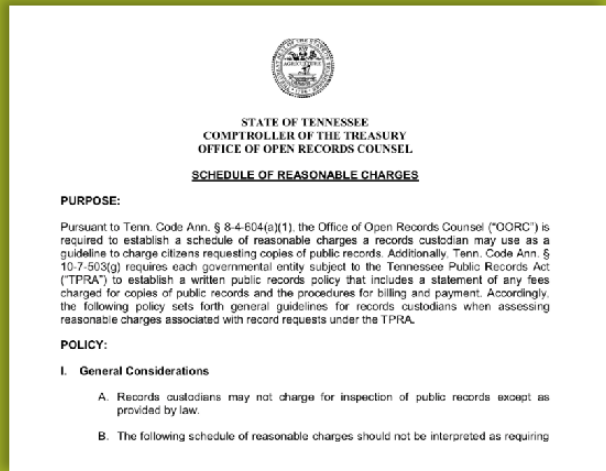 AGRICULTURE
STATE OF TENNESSEE
COMPTROLLER OF THE TREASURY
OFFICE OF OPEN RECORDS COUNSEL
SCHEDULE OF REASONABLE CHARGES
PURPOSE:
Pursuant to Tenn. Code Ann. § 8-4-604(a)(1), the Office of Open Records Counsel ("OORC") is
required to establish a schedule of reasonable charges a records custodian may use as a
guideline to charge citizens requesting copies of public records. Additionally, Tenn. Code Ann. §
10-7-503(g) requires each governmental entity subject to the Tennessee Public Records Act
("TPRA") to establish a written public records policy that includes a statement of any fees
charged for copies of public records and the procedures for billing and payment. Accordingly,
the following policy sets forth general guidelines for records custodians when assessing
reasonable charges associated with record requests under the TPRA.
POLICY:
I. General Considerations
A. Records custodians may not charge for inspection of public records except as
provided by law.
B. The following schedule of reasonable charges should not be interpreted as requiring